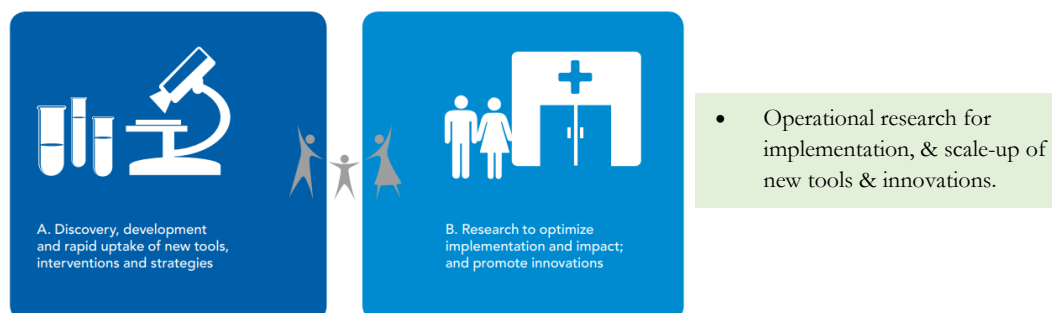 A. Discovery, development
and rapid uptake of new tools,
interventions and strategies
B. Research to optimize
implementation and impact;
and promote innovations
• Operational research for
implementation, & scale-up of
new tools & innovations.